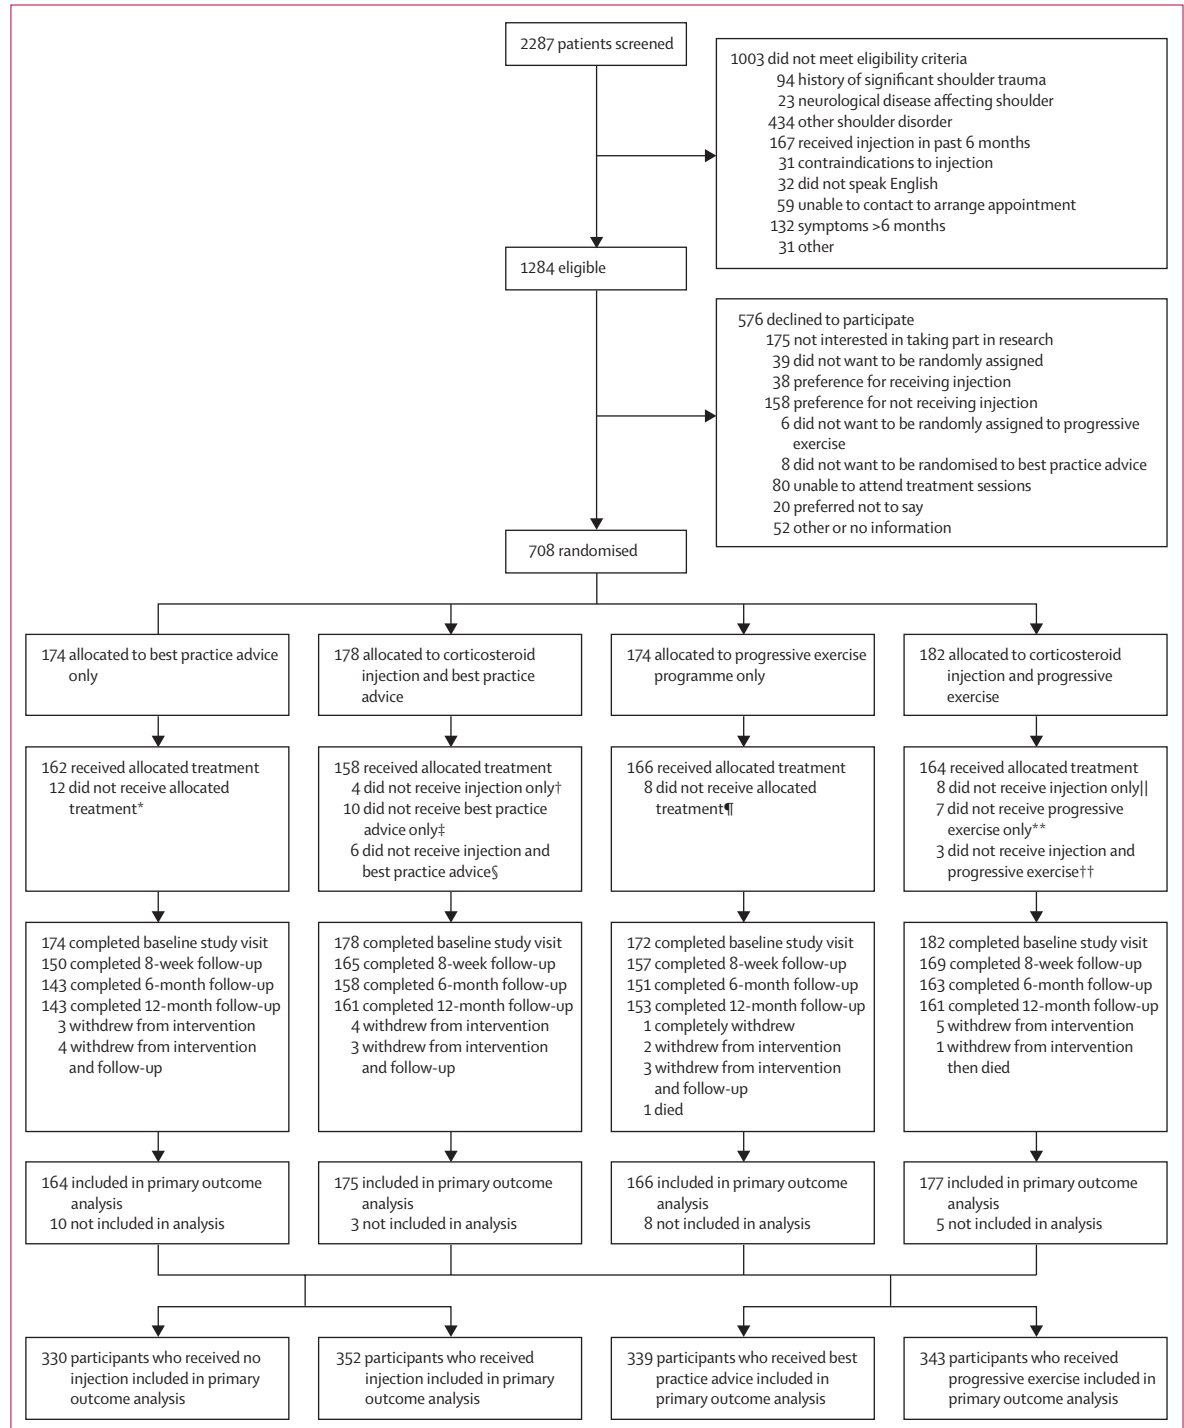 2287 patients screened
1003 did not meet eligibility criteria
94 history of significant shoulder trauma
23 neurological disease affecting shoulder
434 other shoulder disorder
167 received injection in past 6 months
31 contraindications to injection
32 did not speak English
59 unable to contact to arrange appointment
132 symptoms >6 months
31 other
1284 eligible
576 declined to participate
175 not interested in taking part in research
39 did not want to be randomly assigned
38 preference for receiving injection
158 preference for not receiving injection
6 did not want to be randomly assigned to progressive
exercise
8 did not want to be randomised to best practice advice
80 unable to attend treatment sessions
20 preferred not to say
52 other or no information
708 randomised
174 allocated to best practice advice
only
178 allocated to corticosteroid
injection and best practice
advice
174 allocated to progressive exercise
programme only
182 allocated to corticosteroid
injection and progressive
exercise
162 received allocated treatment
12 did not receive allocated
treatment*
158 received allocated treatment
4 did not receive injection only†
10 did not receive best practice
advice only‡
6 did not receive injection and
best practice advice§
166 received allocated treatment
8 did not receive allocated
treatment¶
164 received allocated treatment
8 did not receive injection only||
7 did not receive progressive
exercise only**
3 did not receive injection and
progressive exercise††
174 completed baseline study visit
150 completed 8-week follow-up
143 completed 6-month follow-up
143 completed 12-month follow-up
3 withdrew from intervention
4 withdrew from intervention
and follow-up
178 completed baseline study visit
165 completed 8-week follow-up
158 completed 6-month follow-up
161 completed 12-month follow-up
4 withdrew from intervention
3 withdrew from intervention
and follow-up
172 completed baseline study visit
157 completed 8-week follow-up
151 completed 6-month follow-up
153 completed 12-month follow-up
1 completely withdrew
2 withdrew from intervention
3 withdrew from intervention
and follow-up
1 died
182 completed baseline study visit
169 completed 8-week follow-up
163 completed 6-month follow-up
161 completed 12-month follow-up
5 withdrew from intervention
1 withdrew from intervention
then died
164 included in primary outcome
analysis
10 not included in analysis
175 included in primary outcome
analysis
3 not included in analysis
166 included in primary outcome
analysis
8 not included in analysis
177 included in primary outcome
analysis
5 not included in analysis
330 participants who received no
injection included in primary
outcome analysis
352 participants who received
injection included in primary
outcome analysis
339 participants who received best
practice advice included in
primary outcome analysis
343 participants who received
progressive exercise included in
primary outcome analysis